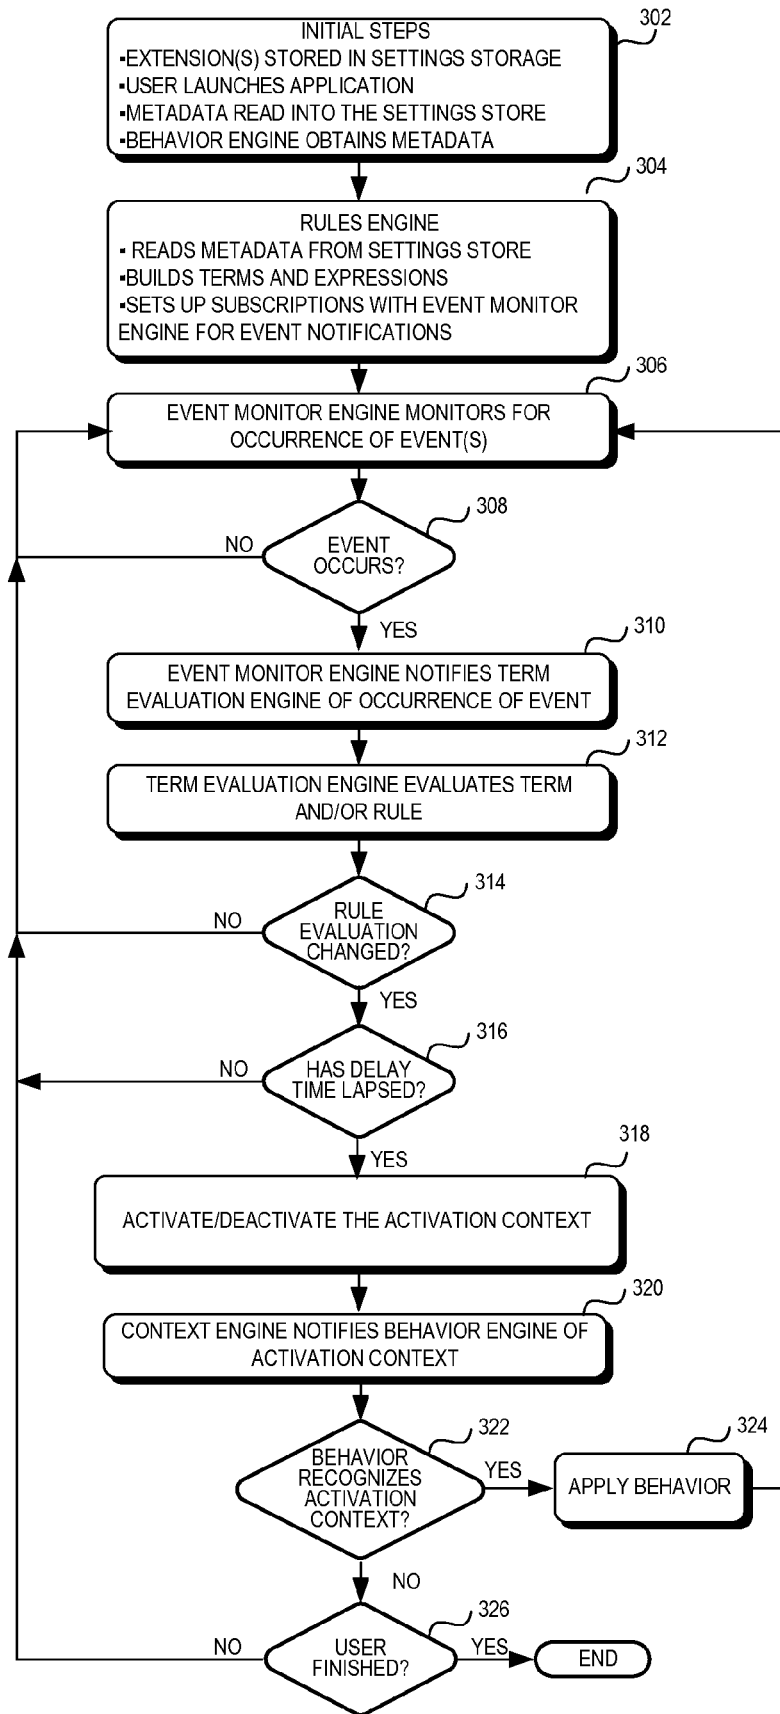 INITIAL STEPS
302
▪EXTENSION(S) STORED IN SETTINGS STORAGE
▪USER LAUNCHES APPLICATION
▪METADATA READ INTO THE SETTINGS STORE
▪BEHAVIOR ENGINE OBTAINS METADATA
304
RULES ENGINE
▪ READS METADATA FROM SETTINGS STORE
▪BUILDS TERMS AND EXPRESSIONS
▪SETS UP SUBSCRIPTIONS WITH EVENT MONITOR
ENGINE FOR EVENT NOTIFICATIONS
306
EVENT MONITOR ENGINE MONITORS FOR
OCCURRENCE OF EVENT(S)
308
NO
EVENT
OCCURS?
YES
310
EVENT MONITOR ENGINE NOTIFIES TERM
EVALUATION ENGINE OF OCCURRENCE OF EVENT
312
TERM EVALUATION ENGINE EVALUATES TERM
AND/OR RULE
314
NO
RULE
EVALUATION
CHANGED?
YES
316
NO
HAS DELAY
TIME LAPSED?
YES
318
ACTIVATE/DEACTIVATE THE ACTIVATION CONTEXT
320
CONTEXT ENGINE NOTIFIES BEHAVIOR ENGINE OF
ACTIVATION CONTEXT
322
BEHAVIOR
RECOGNIZES
ACTIVATION
CONTEXT?
YES
324
APPLY BEHAVIOR
NO
326
NO
USER
FINISHED?
YES
END